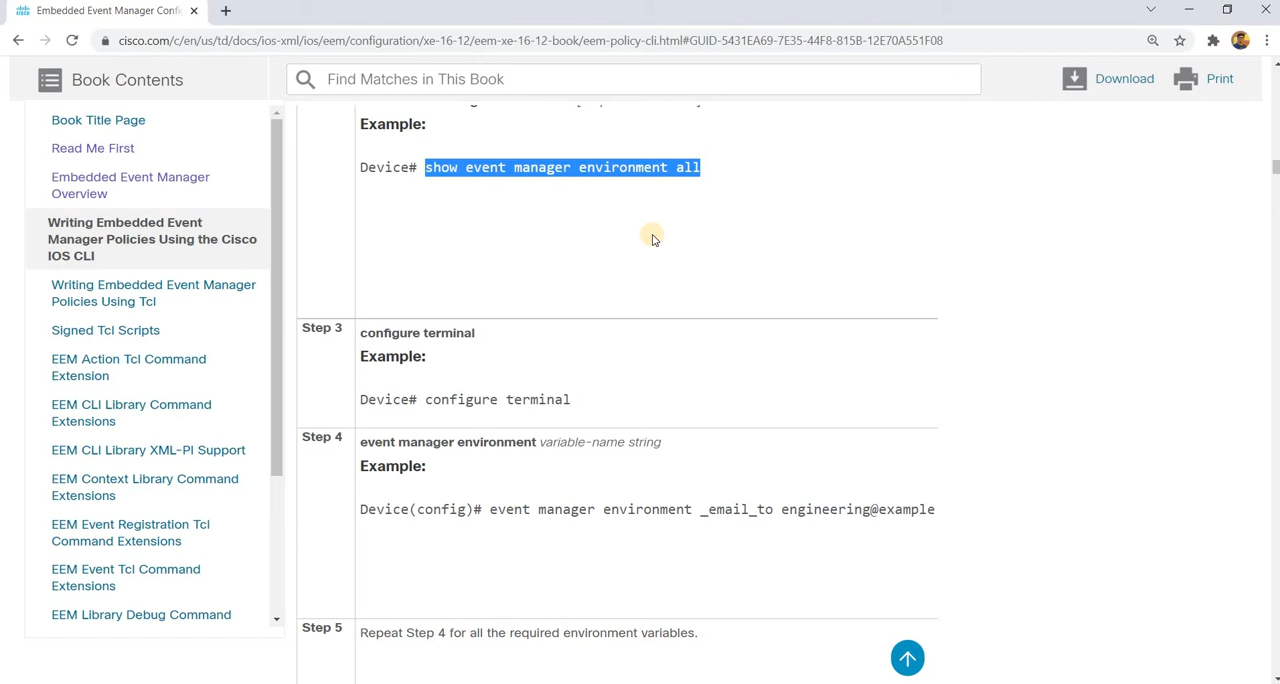 Embedded Event Manager Confi
cisco.com/c/en/us/td/docs/ios-xml/ios/eem/configuration/xe-16-12/eem-xe-16-12-book/eem-policy-cli.html#GUID-5431EA69-7E35-44F8-815B-12E70A551F08
Book Contents
Find Matches in This Book
Download
Print
Book Title Page
Read Me First
Embedded Event Manager
Overview
Writing Embedded Event
Manager Policies Using the Cisco
IOS CLI
Writing Embedded Event Manager
Policies Using Tcl
Signed Tcl Scripts
EEM Action Tcl Command
Extension
EEM CLI Library Command
Extensions
EEM CLI Library XML-PI Support
EEM Context Library Command
Extensions
EEM Event Registration Tcl
Command Extensions
EEM Event Tcl Command
Extensions
EEM Library Debug Command
Example:
Device# show event manager environment all
Step 3
configure terminal
Example:
Device# configure terminal
Step 4
event manager environment variable-name string
Example:
Device(config)# event manager environment _email_to engineering@example
Step 5
Repeat Step 4 for all the required environment variables.